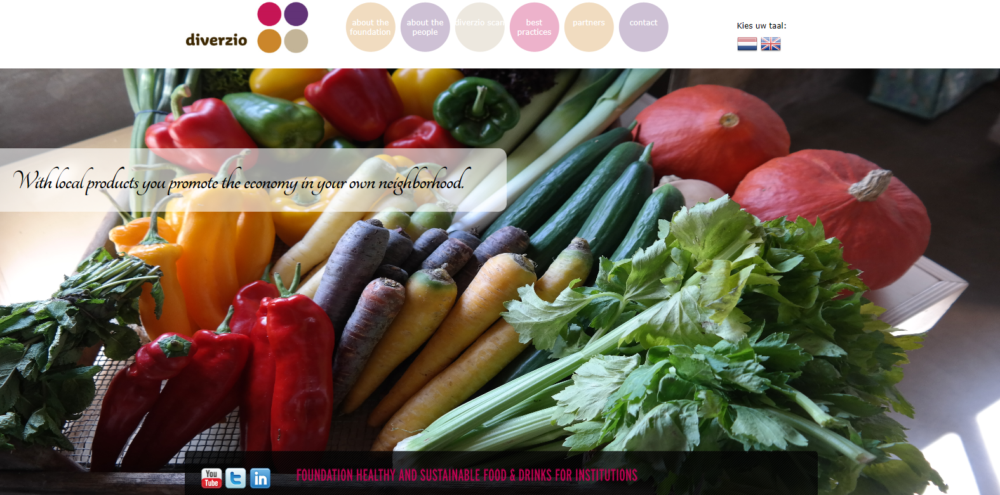 diverzio
about the
foundation
about the
people
diverzio scan
best
practices
partners
contact
Kies uw taal:
With local products you promote the economy in your own neighborhood.
You
Tube
t
in
FOUNDATION HEALTHY AND SUSTAINABLE FOOD & DRINKS FOR INSTITUTIONS